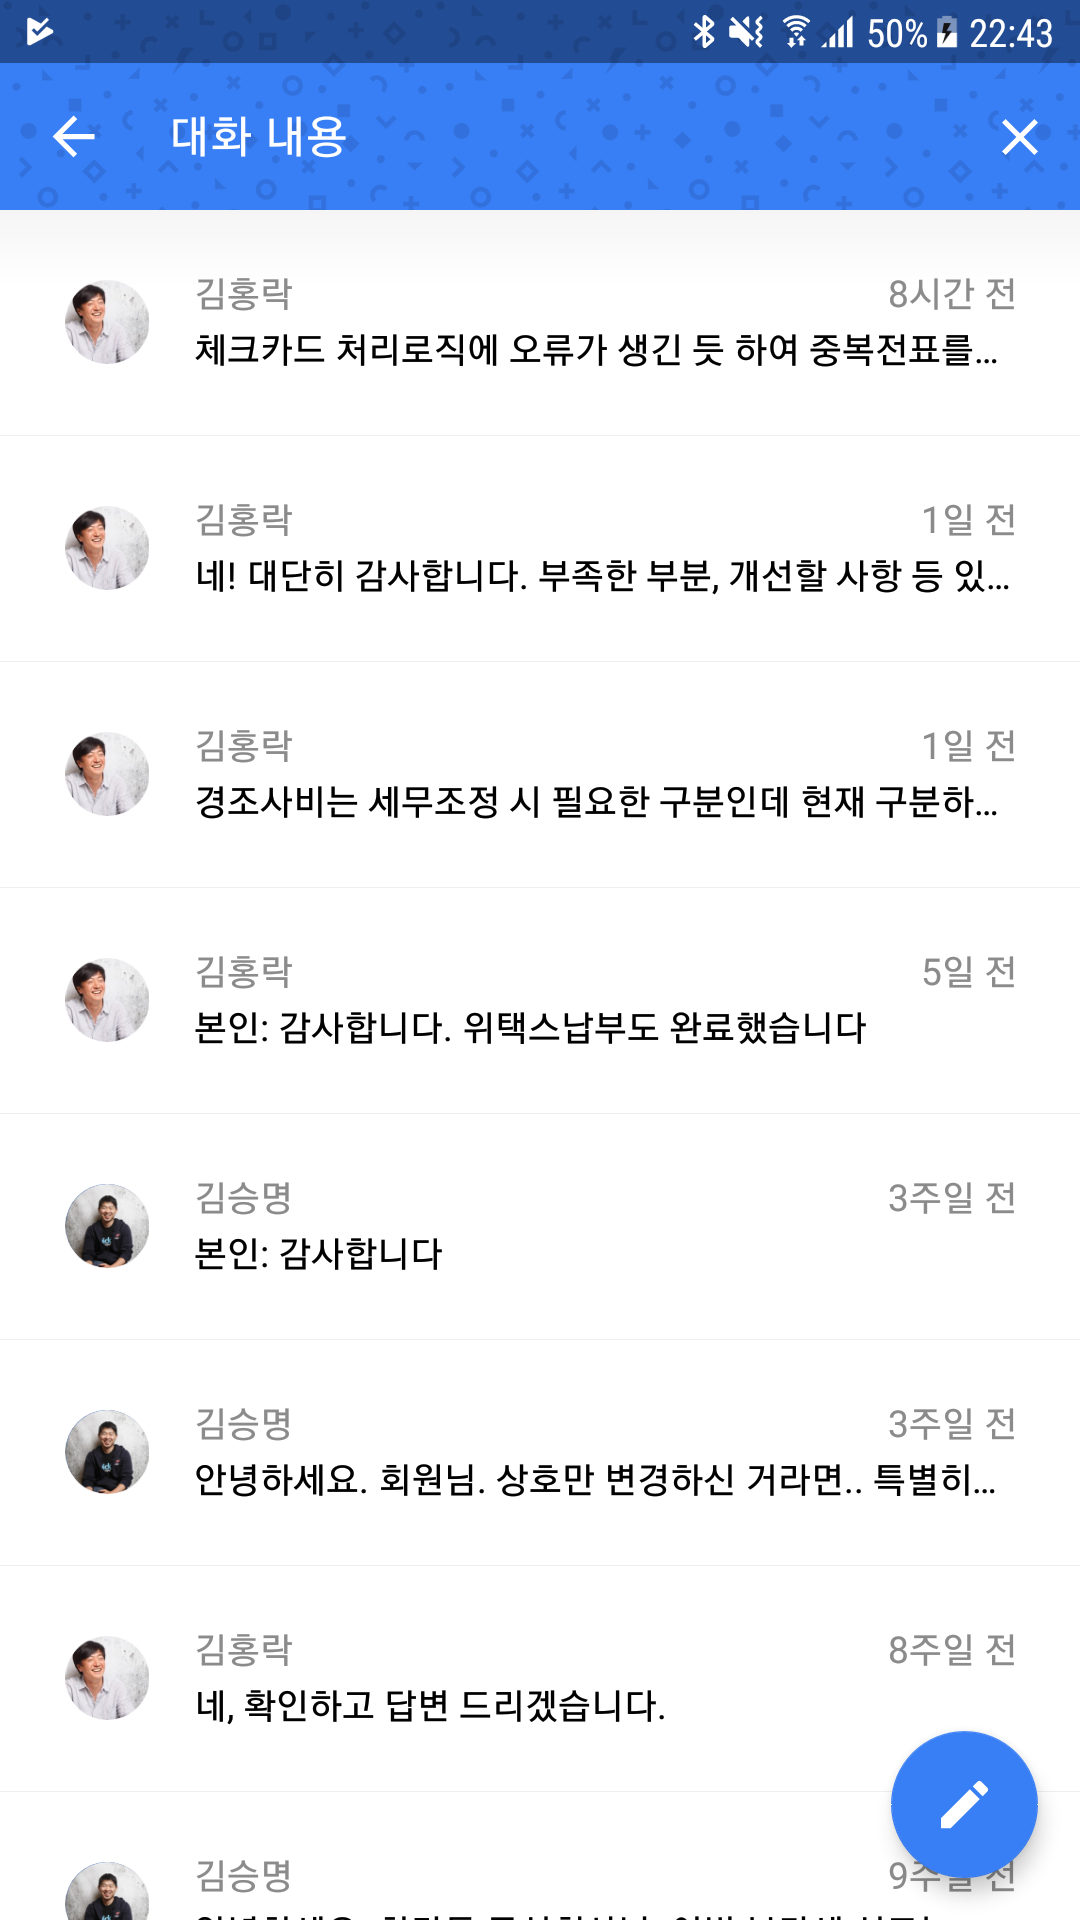 50% 22:43
대화 내용
김홍락 8시간 전
체크카드 처리로직에 오류가 생긴 듯 하여 중복전표를...
김홍락 1일 전
네! 대단히 감사합니다. 부족한 부분, 개선할 사항 등 있...
김홍락 1일 전
경조사비는 세무조정 시 필요한 구분인데 현재 구분하...
김홍락 5일 전
본인: 감사합니다. 위택스납부도 완료했습니다
김승명 3주일 전
본인: 감사합니다
김승명 3주일 전
안녕하세요. 회원님. 상호만 변경하신 거라면.. 특별히...
김홍락 8주일 전
네, 확인하고 답변 드리겠습니다.
김승명 9주일 전